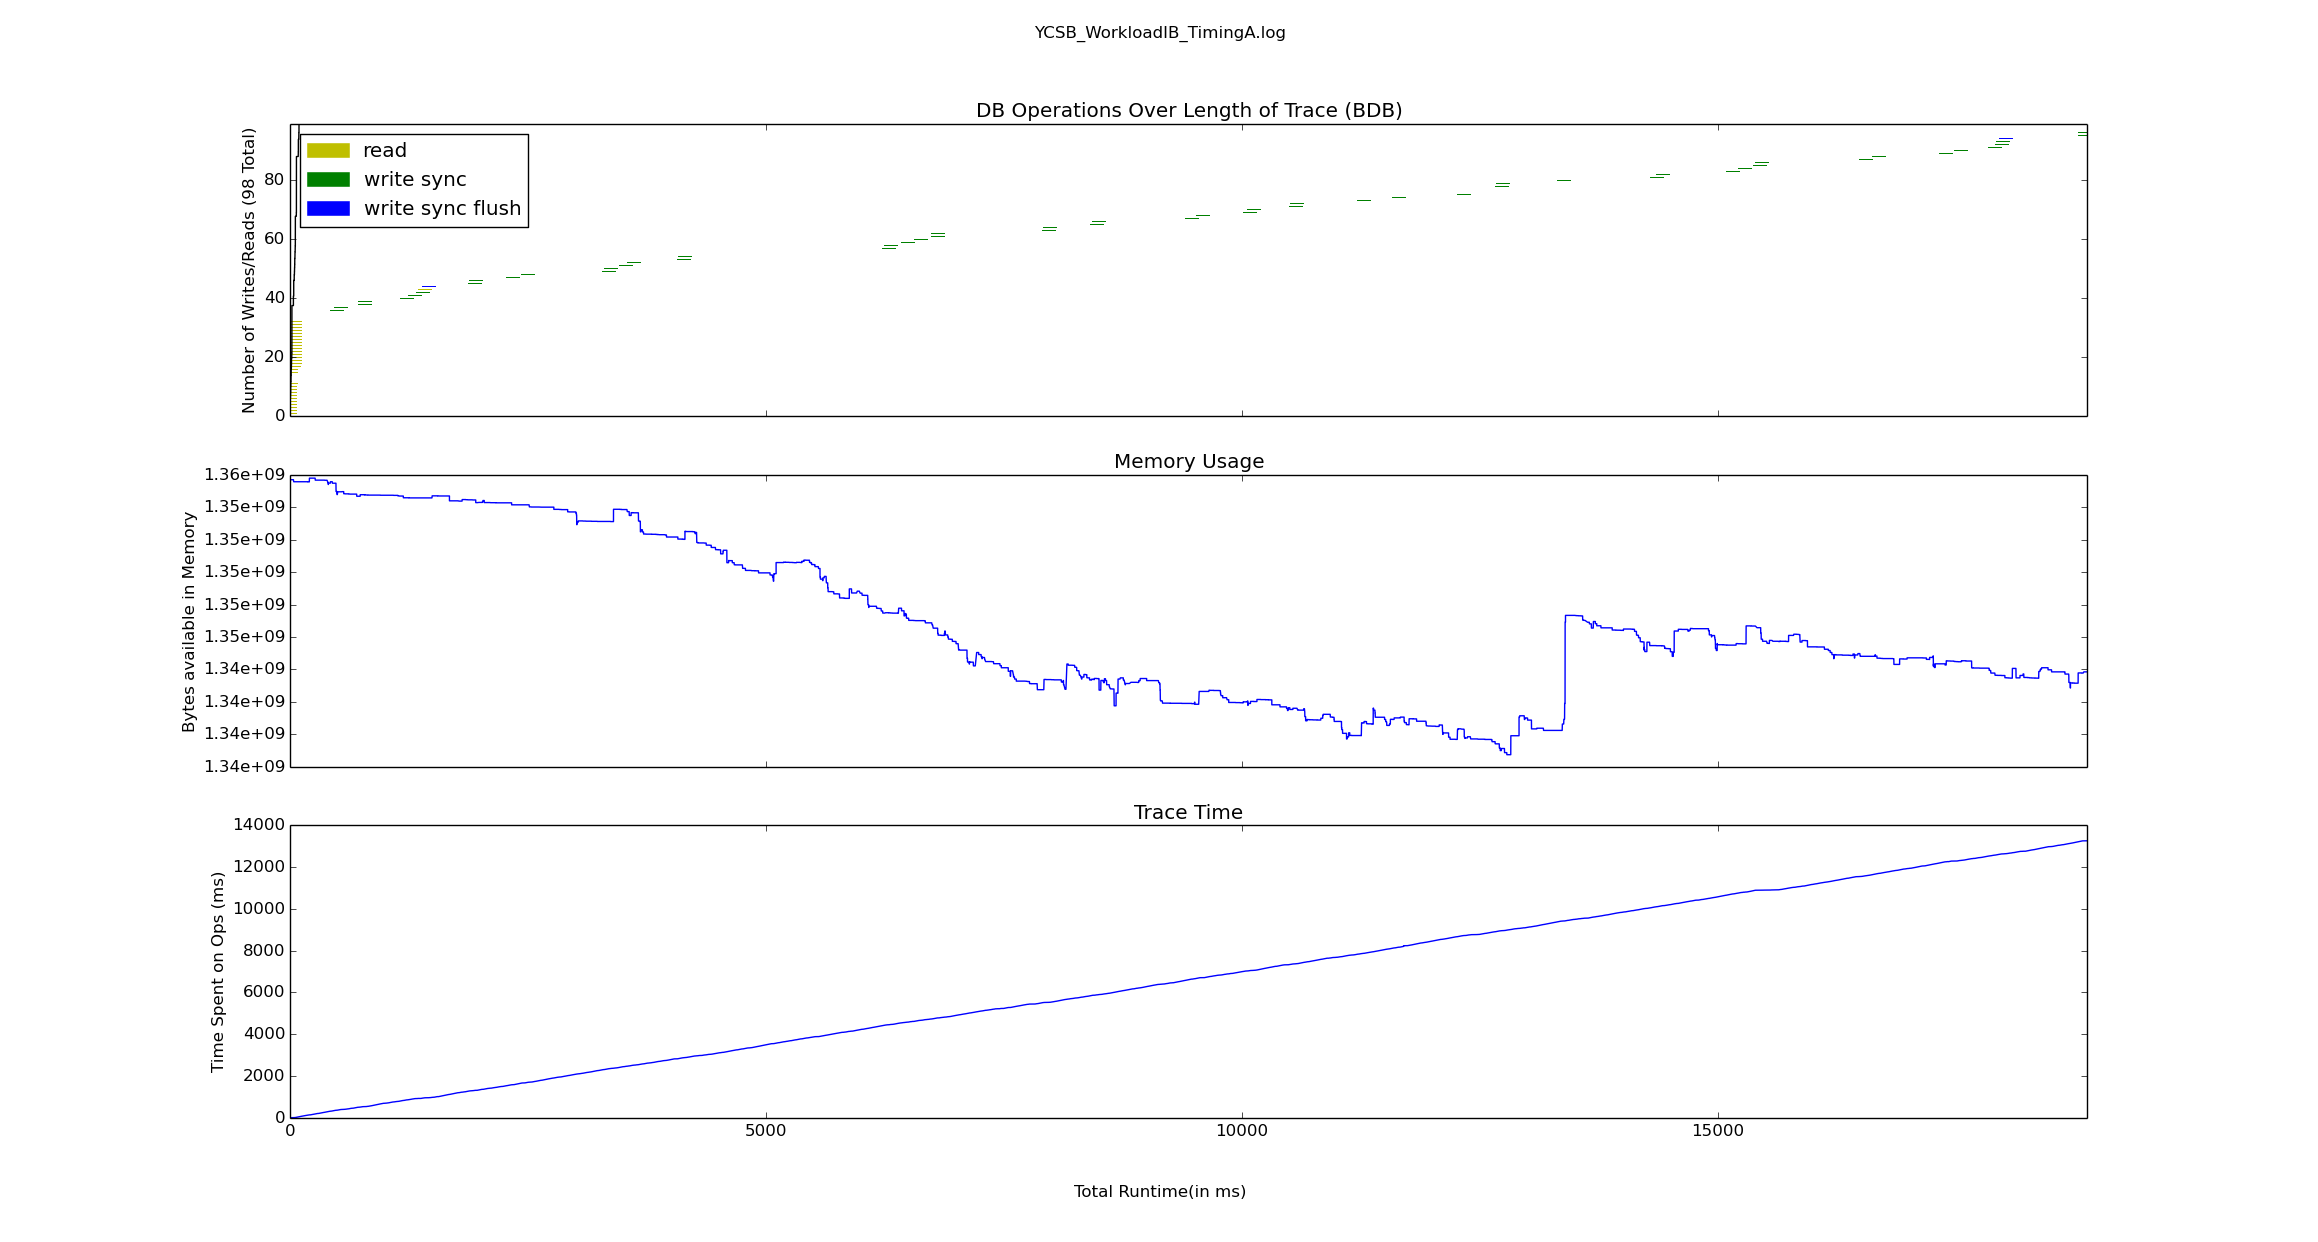 YCSB_WorkloadIB_TimingA.log
DB Operations Over Length of Trace (BDB)
Number of Writes/Reads (98 Total)
80
60
40
20
0
read
write sync
write sync flush
Memory Usage
Bytes available in Memory
1.36e+09
1.35e+09
1.35e+09
1.35e+09
1.35e+09
1.35e+09
1.34e+09
1.34e+09
1.34e+09
1.34e+09
Trace Time
Time Spent on Ops (ms)
14000
12000
10000
8000
6000
4000
2000
0
0 5000 10000 15000
Total Runtime(in ms)